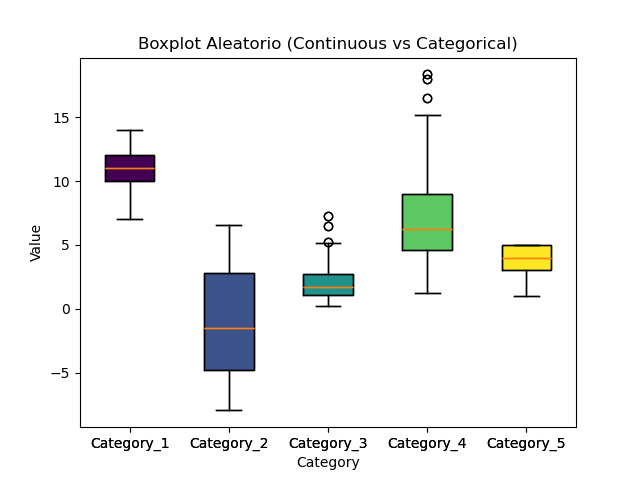 Boxplot Aleatorio (Continuous vs Categorical)
Value
15
10
5
0
−5
Category_1 Category_2 Category_3 Category_4 Category_5
Category